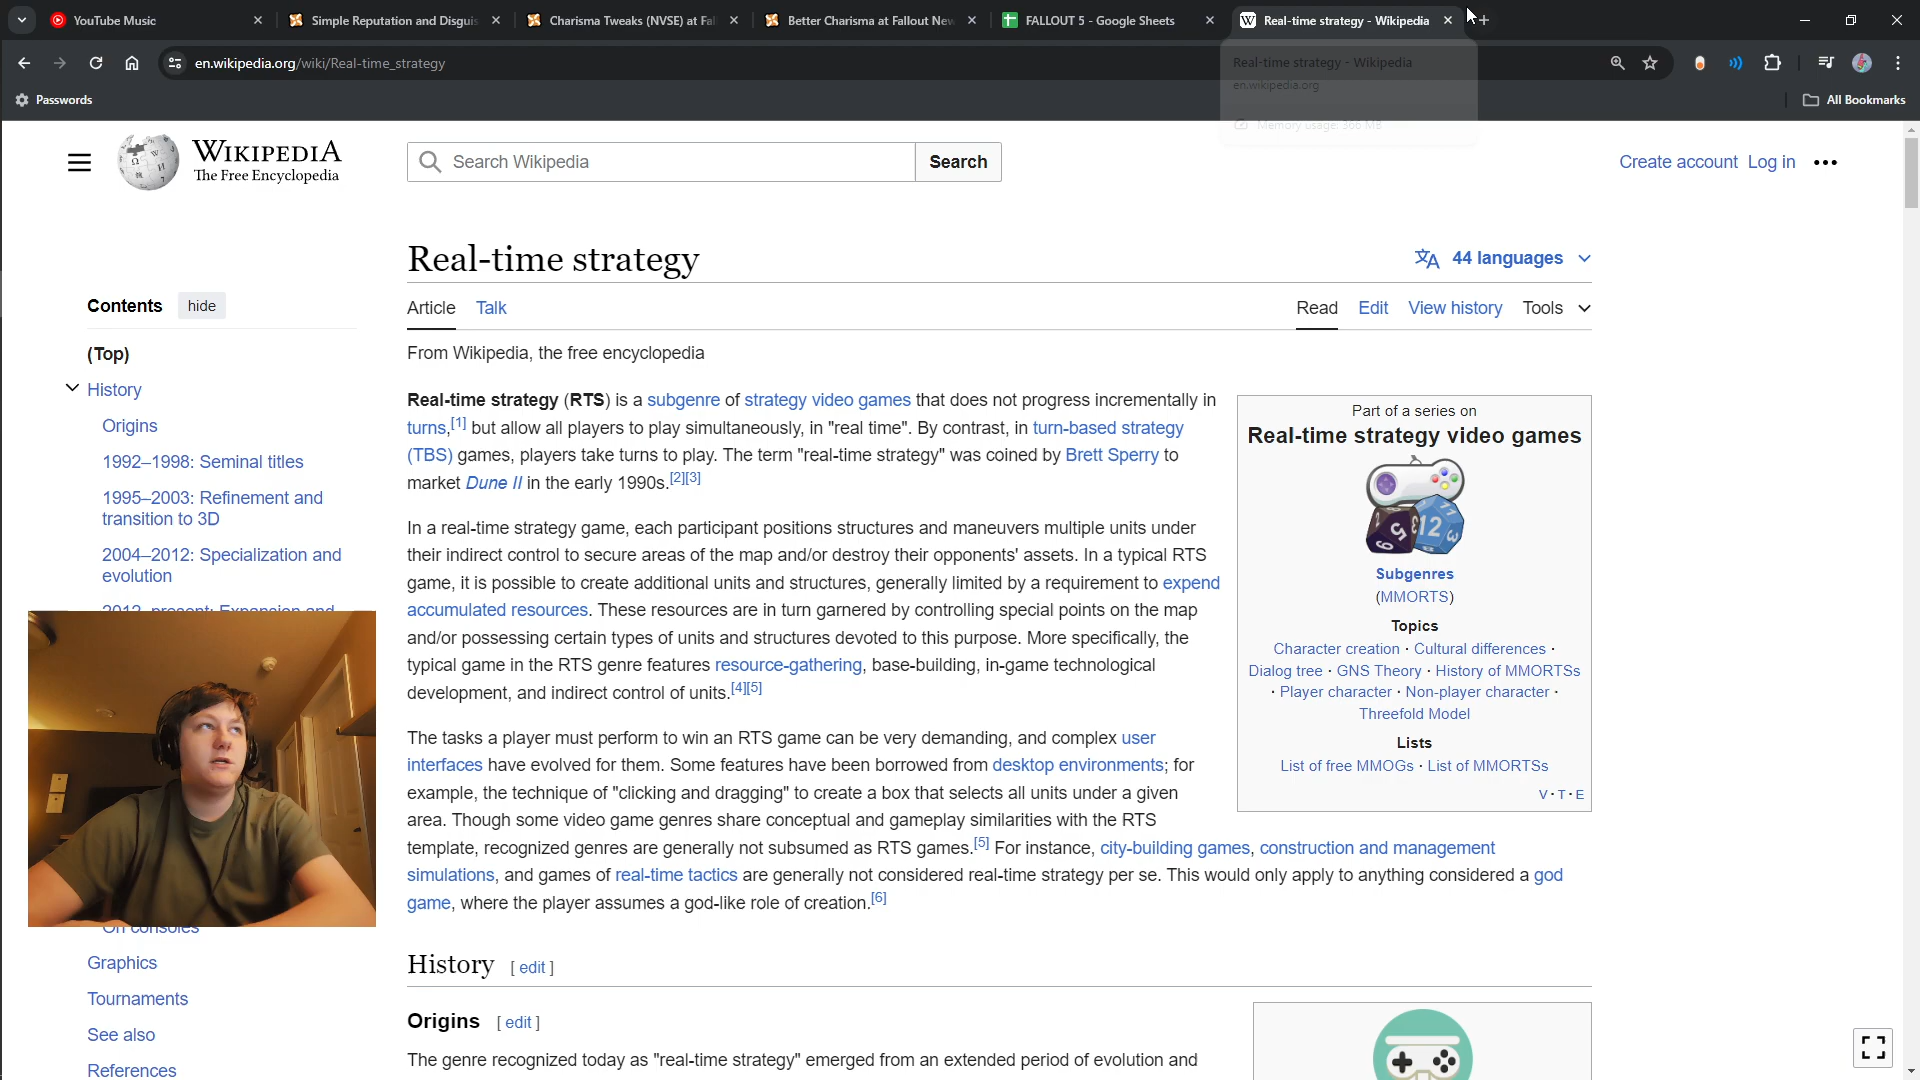 YouTube Music
Simple Reputation and Disguis
Charisma Tweaks (NVSE) at Fal
Better Charisma at Fallout New
FALLOUT 5 - Google Sheets
Real-time strategy - Wikipedia
en.wikipedia.org/wiki/Real-time_strategy
Real-time strategy - Wikipedia
en.wikipedia.org
Memory usage: 366 MB
Passwords
All Bookmarks
WIKIPEDIA
The Free Encyclopedia
Search Wikipedia
Search
Create account Log in
Real-time strategy
44 languages
Contents hide
Article Talk
Read Edit View history Tools
From Wikipedia, the free encyclopedia
(Top)
History
Origins
1992–1998: Seminal titles
1995–2003: Refinement and
transition to 3D
2004–2012: Specialization and
evolution
2012–present: Expansion and
On consoles
Graphics
Tournaments
See also
References
Real-time strategy (RTS) is a subgenre of strategy video games that does not progress incrementally in
turns,[1] but allow all players to play simultaneously, in "real time". By contrast, in turn-based strategy
(TBS) games, players take turns to play. The term "real-time strategy" was coined by Brett Sperry to
market Dune II in the early 1990s.[2][3]
In a real-time strategy game, each participant positions structures and maneuvers multiple units under
their indirect control to secure areas of the map and/or destroy their opponents' assets. In a typical RTS
game, it is possible to create additional units and structures, generally limited by a requirement to expend
accumulated resources. These resources are in turn garnered by controlling special points on the map
and/or possessing certain types of units and structures devoted to this purpose. More specifically, the
typical game in the RTS genre features resource-gathering, base-building, in-game technological
development, and indirect control of units.[4][5]
The tasks a player must perform to win an RTS game can be very demanding, and complex user
interfaces have evolved for them. Some features have been borrowed from desktop environments; for
example, the technique of "clicking and dragging" to create a box that selects all units under a given
area. Though some video game genres share conceptual and gameplay similarities with the RTS
template, recognized genres are generally not subsumed as RTS games.[5] For instance, city-building games, construction and management
simulations, and games of real-time tactics are generally not considered real-time strategy per se. This would only apply to anything considered a god
game, where the player assumes a god-like role of creation.[6]
Part of a series on
Real-time strategy video games
5
12
11
Subgenres
(MMORTS)
Topics
Character creation · Cultural differences ·
Dialog tree · GNS Theory · History of MMORTSs
· Player character · Non-player character ·
Threefold Model
Lists
List of free MMOGs · List of MMORTSs
V · T · E
History [ edit ]
Origins [ edit ]
The genre recognized today as "real-time strategy" emerged from an extended period of evolution and